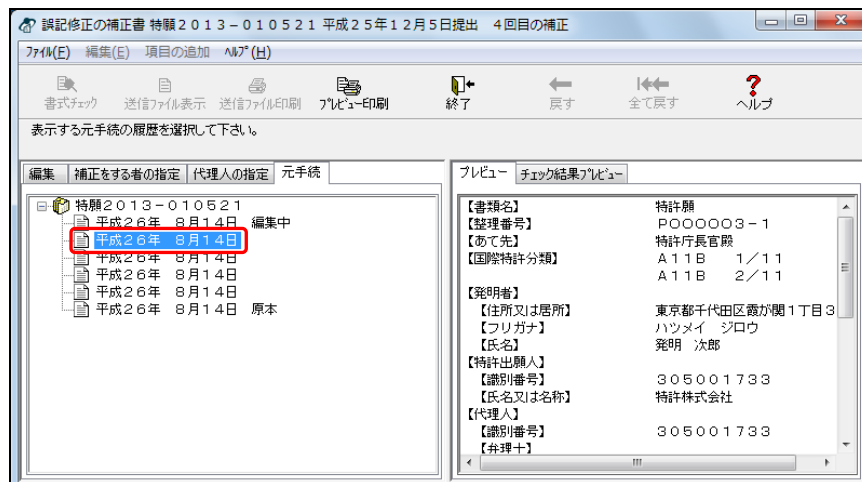 誤記修正の補正書 特願２０１３－０１０５２１ 平成２５年１２月５日提出　４回目の補正
ﾌｧｲﾙ(F)　編集(E)　項目の追加　ﾍﾙﾌﾟ(H)
書式ﾁｪｯｸ　送信ﾌｧｲﾙ表示　送信ﾌｧｲﾙ印刷　ﾌﾟﾚﾋﾞｭｰ印刷　終了　戻す　全て戻す　ヘルプ
表示する元手続の履歴を選択して下さい。
編集　補正をする者の指定　代理人の指定　元手続
特願２０１３－０１０５２１
平成２６年　８月１４日　編集中
平成２６年　８月１４日
平成２６年　８月１４日
平成２６年　８月１４日
平成２６年　８月１４日　原本
プレビュー　チェック結果ﾌﾟﾚﾋﾞｭｰ
【書類名】　特許願
【整理番号】　Ｐ００００００３－１
【あて先】　特許庁長官殿
【国際特許分類】　Ａ１１Ｂ　１／１１
Ａ１１Ｂ　２／１１
【発明者】
【住所又は居所】　東京都千代田区霞が関１丁目３
【フリガナ】　ハツメイ　ジロウ
【氏名】　発明　次郎
【特許出願人】
【識別番号】　３０５００１７３３
【氏名又は名称】　特許株式会社
【代理人】
【識別番号】　３０５００１７３３
【弁理士】